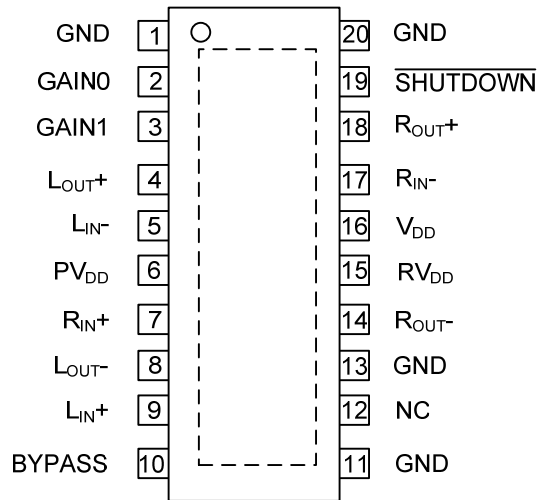 GND 1 20 GND
GAIN0 2 19 SHUTDOWN
GAIN1 3 18 ROUT+
LOUT+ 4 17 RIN-
LIN- 5 16 VDD
PVDD 6 15 RVDD
RIN+ 7 14 ROUT-
LOUT- 8 13 GND
LIN+ 9 12 NC
BYPASS 10 11 GND